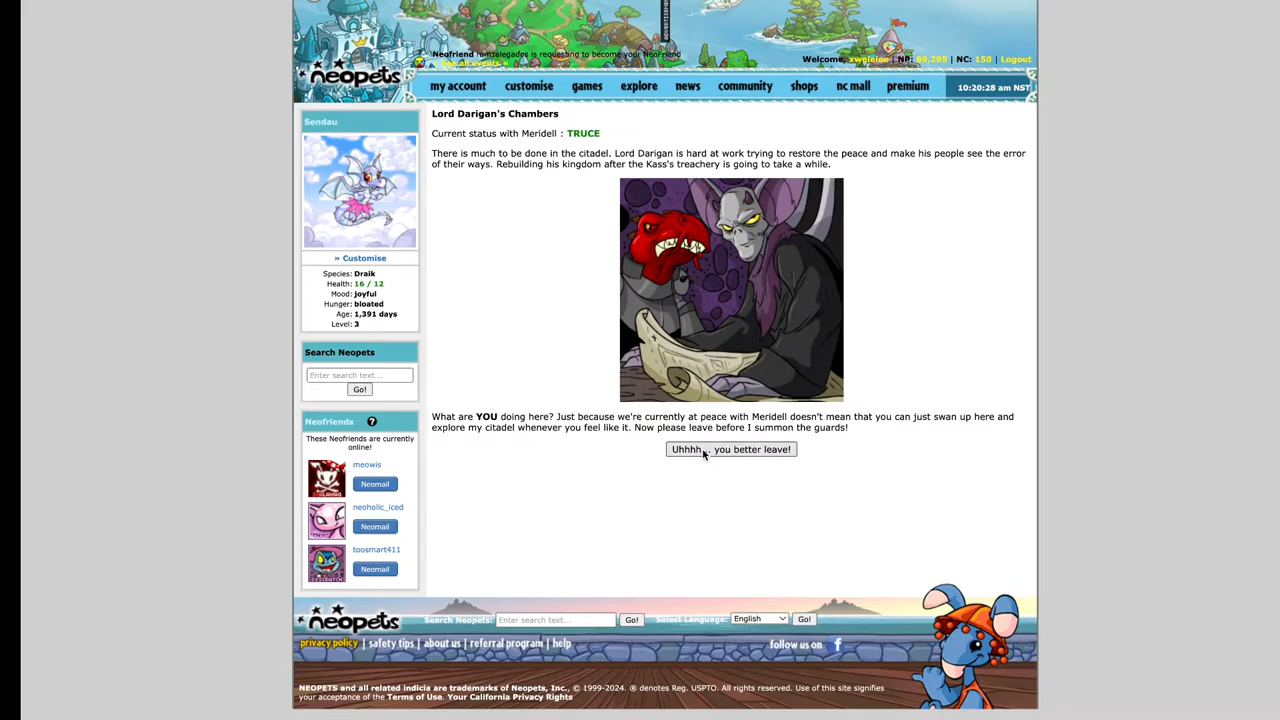 ADVERTISEMENT
Neofriend ramzalegados is requesting to become your NeoFriend
See all events »
Welcome, xwelelee | NP: 89,295 | NC: 150 | Logout
neopets
my account customise games explore news community shops nc mall premium 10:20:28 am NST
Sendau
» Customise
Species: Draik
Health: 16 / 12
Mood: joyful
Hunger: bloated
Age: 1,391 days
Level: 3
Search Neopets
Enter search text...
Go!
Neofriends ?
These Neofriends are currently
online!
meowis
Neomail
neoholic_iced
Neomail
toosmart411
Neomail
Lord Darigan's Chambers
Current status with Meridell : TRUCE
There is much to be done in the citadel. Lord Darigan is hard at work trying to restore the peace and make his people see the error
of their ways. Rebuilding his kingdom after the Kass's treachery is going to take a while.
What are YOU doing here? Just because we're currently at peace with Meridell doesn't mean that you can just swan up here and
explore my citadel whenever you feel like it. Now please leave before I summon the guards!
Uhhhh... you better leave!
neopets
Search Neopets: Enter search text... Go! Select Language: English Go!
privacy policy | safety tips | about us | referral program | help follow us on f
NEOPETS and all related indicia are trademarks of Neopets, Inc., © 1999-2024. ® denotes Reg. USPTO. All rights reserved. Use of this site signifies
your acceptance of the Terms of Use. Your California Privacy Rights